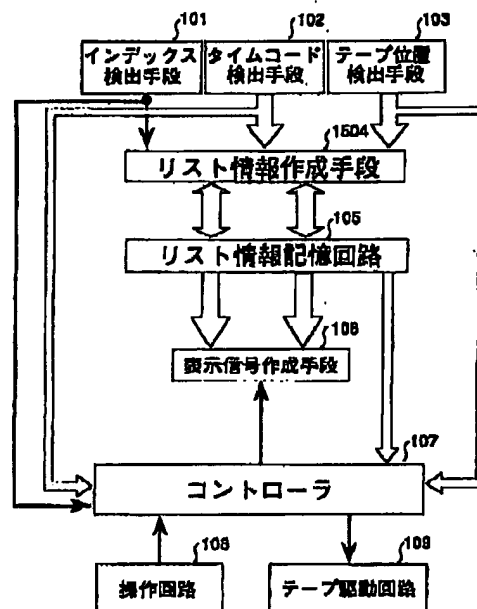 101
102
103
インデックス
検出手段
タイムコード
検出手段
テープ位置
検出手段
1504
リスト情報作成手段
105
リスト情報記憶回路
106
表示信号作成手段
107
コントローラ
108
操作回路
109
テープ駆動回路